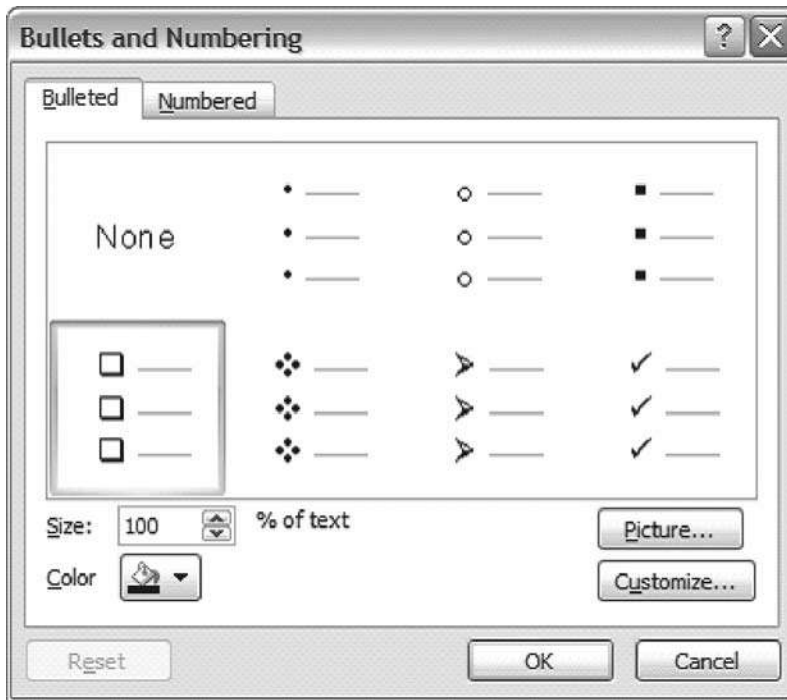 Bullets and Numbering
Bulleted Numbered
None
Size: 100 % of text
Picture...
Color
Customize...
Reset OK Cancel